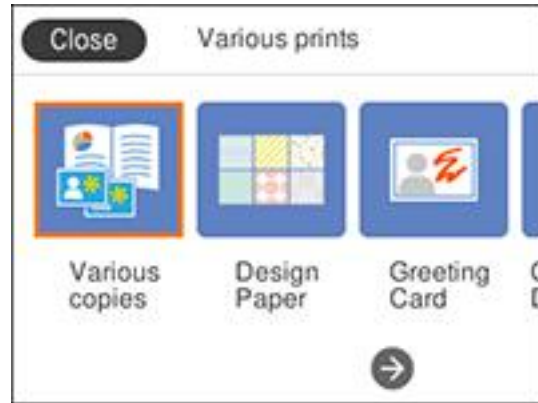 Close
Various prints
Various
copies
Design
Paper
Greeting
Card